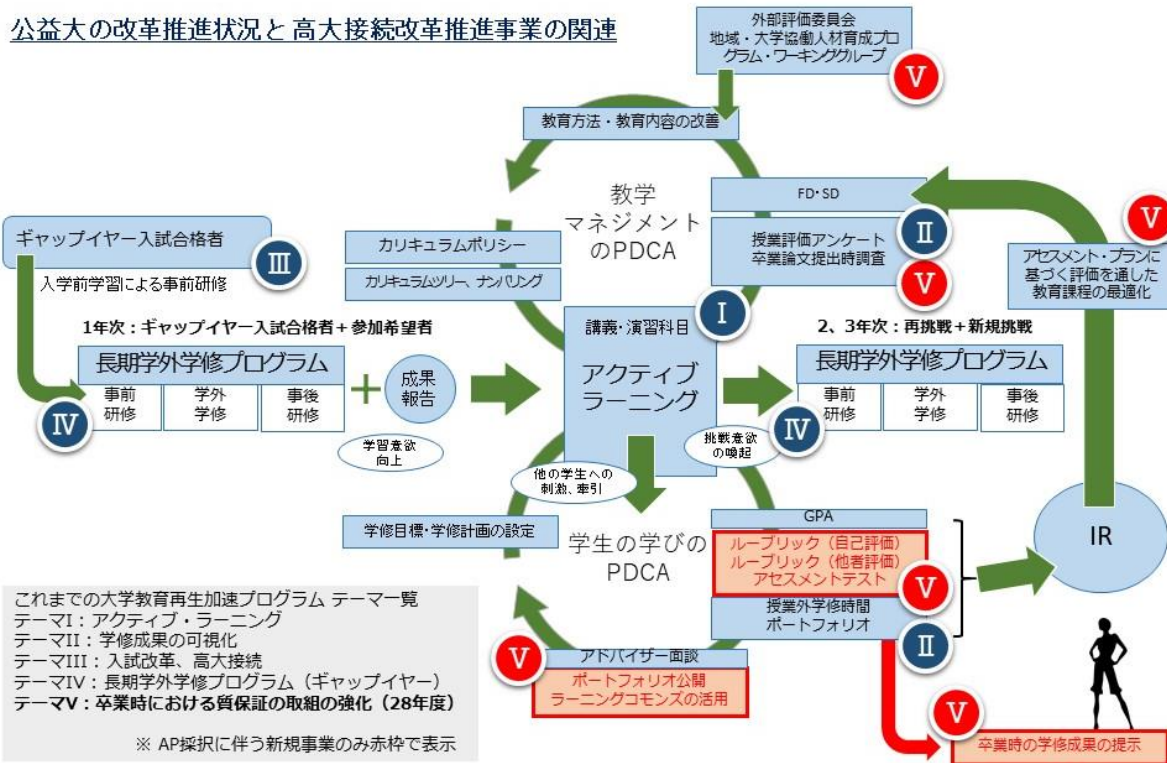 公益大の改革推進状況と高大接続改革推進事業の関連
外部評価委員会
地域・大学協働人材育成プ
ログラム・ワーキンググループ
V
教育方法・教育内容の改善
教学
マネジメント
のPDCA
FD・SD
II
授業評価アンケート
卒業論文提出時調査
V
V
アセスメント・プランに
基づく評価を通した
教育課程の最適化
ギャップイヤー入試合格者
III
入学前学習による事前研修
カリキュラムポリシー
カリキュラムツリー、ナンバリング
1年次：ギャップイヤー入試合格者＋参加希望者
長期学外学修プログラム
事前
研修
学外
学修
事後
研修
IV
＋
成果
報告
学習意欲
向上
I
講義・演習科目
アクティブ
ラーニング
他の学生への
刺激、牽引
挑戦意欲
の喚起
2、3年次：再挑戦＋新規挑戦
長期学外学修プログラム
事前
研修
学外
学修
事後
研修
IV
学修目標・学修計画の設定
学生の学びの
PDCA
GPA
ルーブリック（自己評価）
ルーブリック（他者評価）
アセスメントテスト
V
授業外学修時間
ポートフォリオ
II
IR
V
アドバイザー面談
ポートフォリオ公開
ラーニングコモンズの活用
V
卒業時の学修成果の提示
これまでの大学教育再生加速プログラム テーマ一覧
テーマI：アクティブ・ラーニング
テーマII：学修成果の可視化
テーマIII：入試改革、高大接続
テーマIV：長期学外学修プログラム（ギャップイヤー）
テーマV：卒業時における質保証の取組の強化（28年度）
※ AP採択に伴う新規事業のみ赤枠で表示